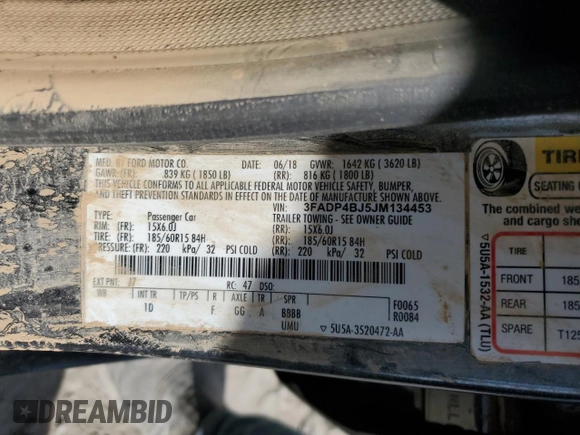 MFD. BY FORD MOTOR CO. DATE: 06/18 GVWR: 1642 KG ( 3620 LB)
GAWR: (FR): 839 KG ( 1850 LB) (RR): 816 KG ( 1800 LB)
THIS VEHICLE CONFORMS TO ALL APPLICABLE FEDERAL MOTOR VEHICLE SAFETY, BUMPER,
AND THEFT PREVENTION STANDARDS IN EFFECT ON THE DATE OF MANUFACTURE SHOWN ABOVE.
VIN: 3FADP4BJ5JM134453
TYPE: Passenger Car TRAILER TOWING - SEE OWNER GUIDE
RIM: (FR): 15X6.0J RR: 15X6.0J
TIRE: (FR): 185/60R15 84H (RR): 185/60R15 84H
PRESSURE: (FR): 220 kPa/ 32 PSI COLD (RR): 220 kPa/ 32 PSI COLD
EXT PNT: J7 RC: 47 DSO:
WB INT TR TP/PS R AXLE TR SPR F0065
1D F GG . A BBBB R0084
UMU ▽ 5U5A-3520472-AA
TIRE
SEATING
The combined
and cargo sho
▽ 5U5A-1532-AA (TLU)
TIRE
FRONT 185
REAR 185
SPARE T125
DREAMBID